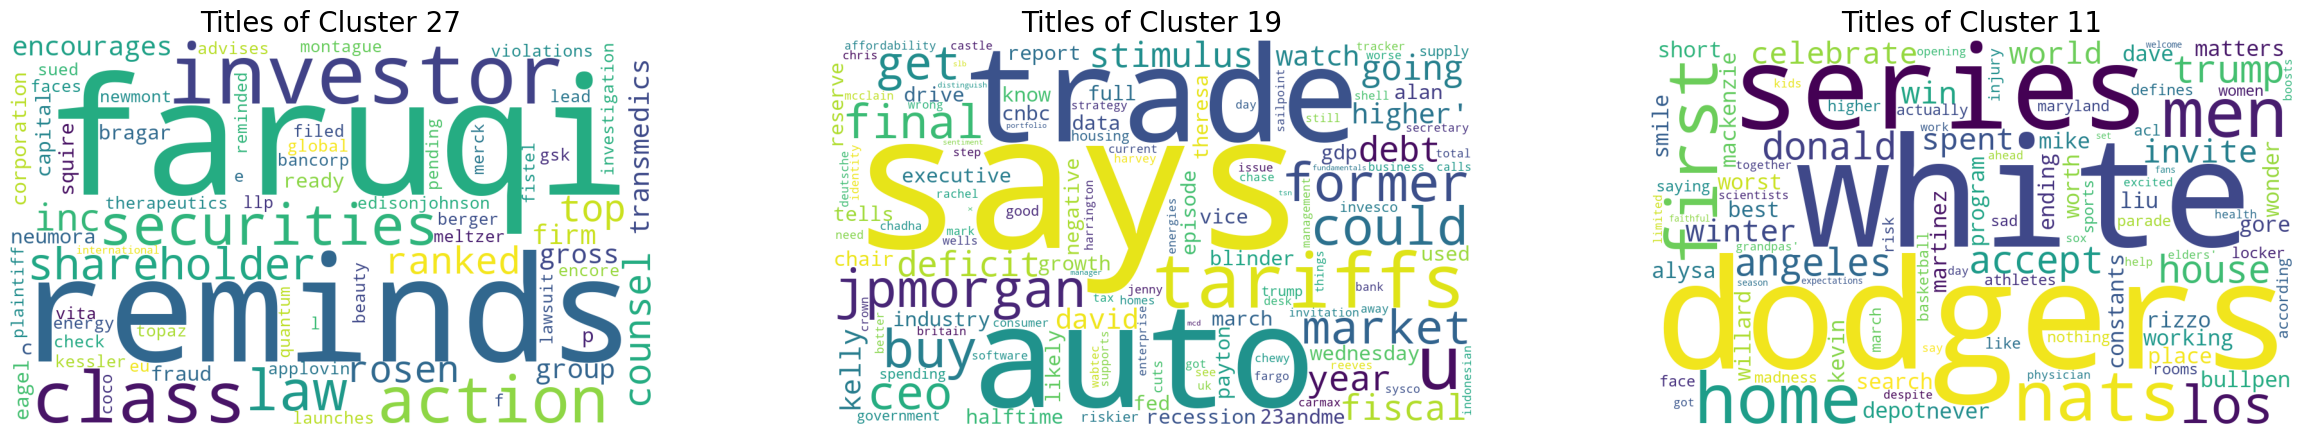 Titles of Cluster 27
encourages advises montague violations
sued faces faruqi investor
corporation capital squire newmont reminded lead investigation
bragar filed global bancorp pending merck fistel gsk transmedics
e ready
therapeutics llp edisonjohnson top
inc securities berger firm
neumora meltzer
international
shareholder ranked gross encore
plaintiff reminds lawsuit counsel
vita energy check topaz quantum l beauty p
kessler eu applovin rosen group
eagel c coco fraud f
class law action
launches
Titles of Cluster 19
affordability castle report stimulus watch tracker worse supply
chris get slb trade going
distinguish
reserve mcclain drive know full theresa alan shell
wrong cnbc strategy day sailpoint higher'
final data housing still secretary
portfolio
sentiment says current harvey gdp debt total
step issue chase fundamentals business calls
deutsche identity executive negative former
rachel tsn
tells x good harrington episode vice invesco could
need chadha mark energies management
wells
chair deficit growth blinder things used
manager
jpmorgan tax jenny tariffs trump bank
homes desk
crown industry david march invitation away market
better britain consumer enterprise mcd
buy auto payton chewy wednesday
kelly software likely wabtec supports got see reeves
ceo spending cuts uk fargo year sysco u indonesian
government halftime riskier fed recession carmax 23andme fiscal
Titles of Cluster 11
short celebrate opening world dave welcome matters
kids series injury trump boosts
first mackenzie win defines women
smile higher actually maryland men
donald work spent mike acl set
together white ahead worth sports invite wonder
worst program
saying scientists ending liu excited fans
limited faithful best martinez sad parade health
winter grandpas' risk sox gore
angeles basketball day accept elders' locker
alysa season expectations athletes help house
dodgers
willard kevin march say like nothing constants rizzo according
working
home madness search physician place rooms
face despite bullpen
got depot never nats los